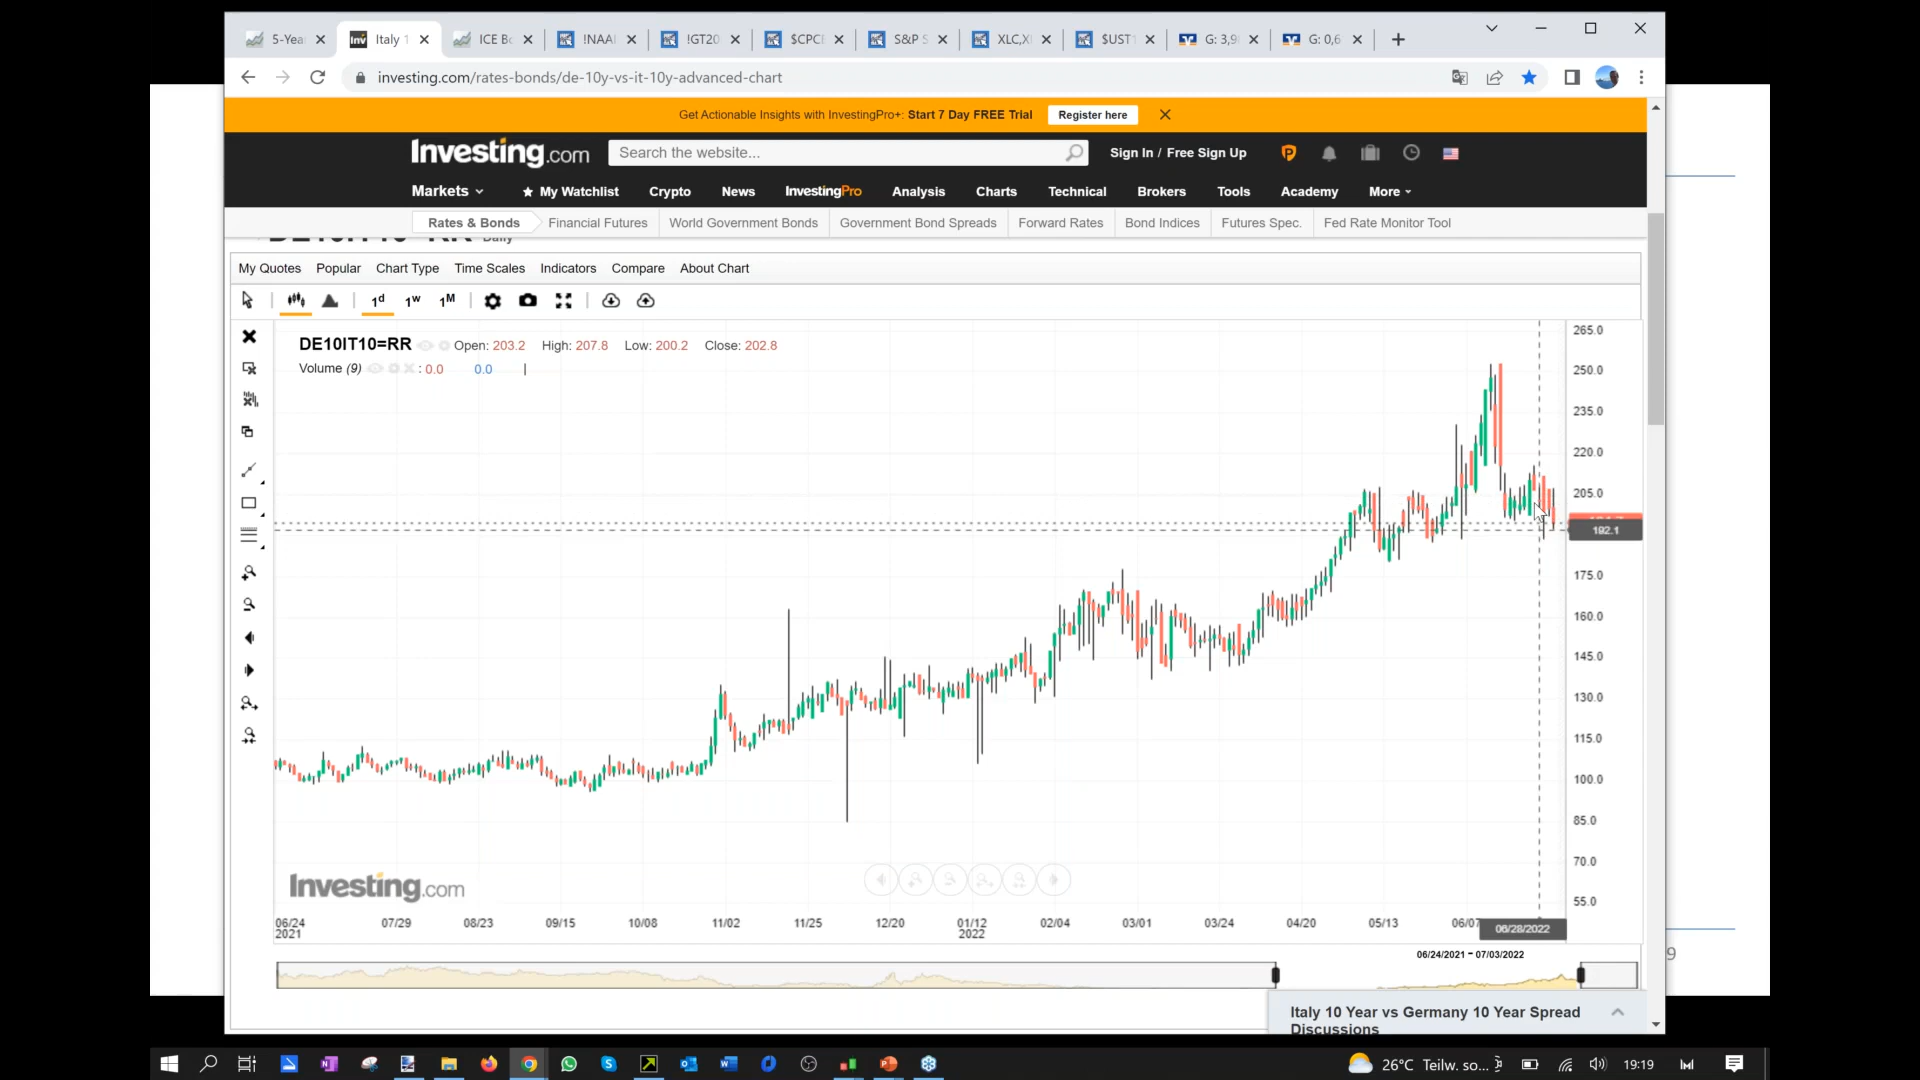 5-Yea
Italy 1
ICE Bo
!NAAI
!GT20
$CPCE
S&P S
XLC,X
$UST1
G: 3,9
G: 0,6
investing.com/rates-bonds/de-10y-vs-it-10y-advanced-chart
Get Actionable Insights with InvestingPro+: Start 7 Day FREE Trial Register here
Investing.com Search the website... Sign In / Free Sign Up
Markets My Watchlist Crypto News InvestingPro Analysis Charts Technical Brokers Tools Academy More
Rates & Bonds Financial Futures World Government Bonds Government Bond Spreads Forward Rates Bond Indices Futures Spec. Fed Rate Monitor Tool
DE10IT10=RR Daily
My Quotes Popular Chart Type Time Scales Indicators Compare About Chart
1d 1w 1M
DE10IT10=RR Open: 203.2 High: 207.8 Low: 200.2 Close: 202.8
Volume (9) : 0.0 0.0
265.0
250.0
235.0
220.0
205.0
192.1
175.0
160.0
145.0
130.0
115.0
100.0
85.0
70.0
55.0
Investing.com
06/24 07/29 08/23 09/15 10/08 11/02 11/25 12/20 01/12 02/04 03/01 03/24 04/20 05/13 06/07 06/28/2022
2021 2022
06/24/2021 - 07/03/2022
9
Italy 10 Year vs Germany 10 Year Spread
Discussions
26°C Teilw. so... 19:19